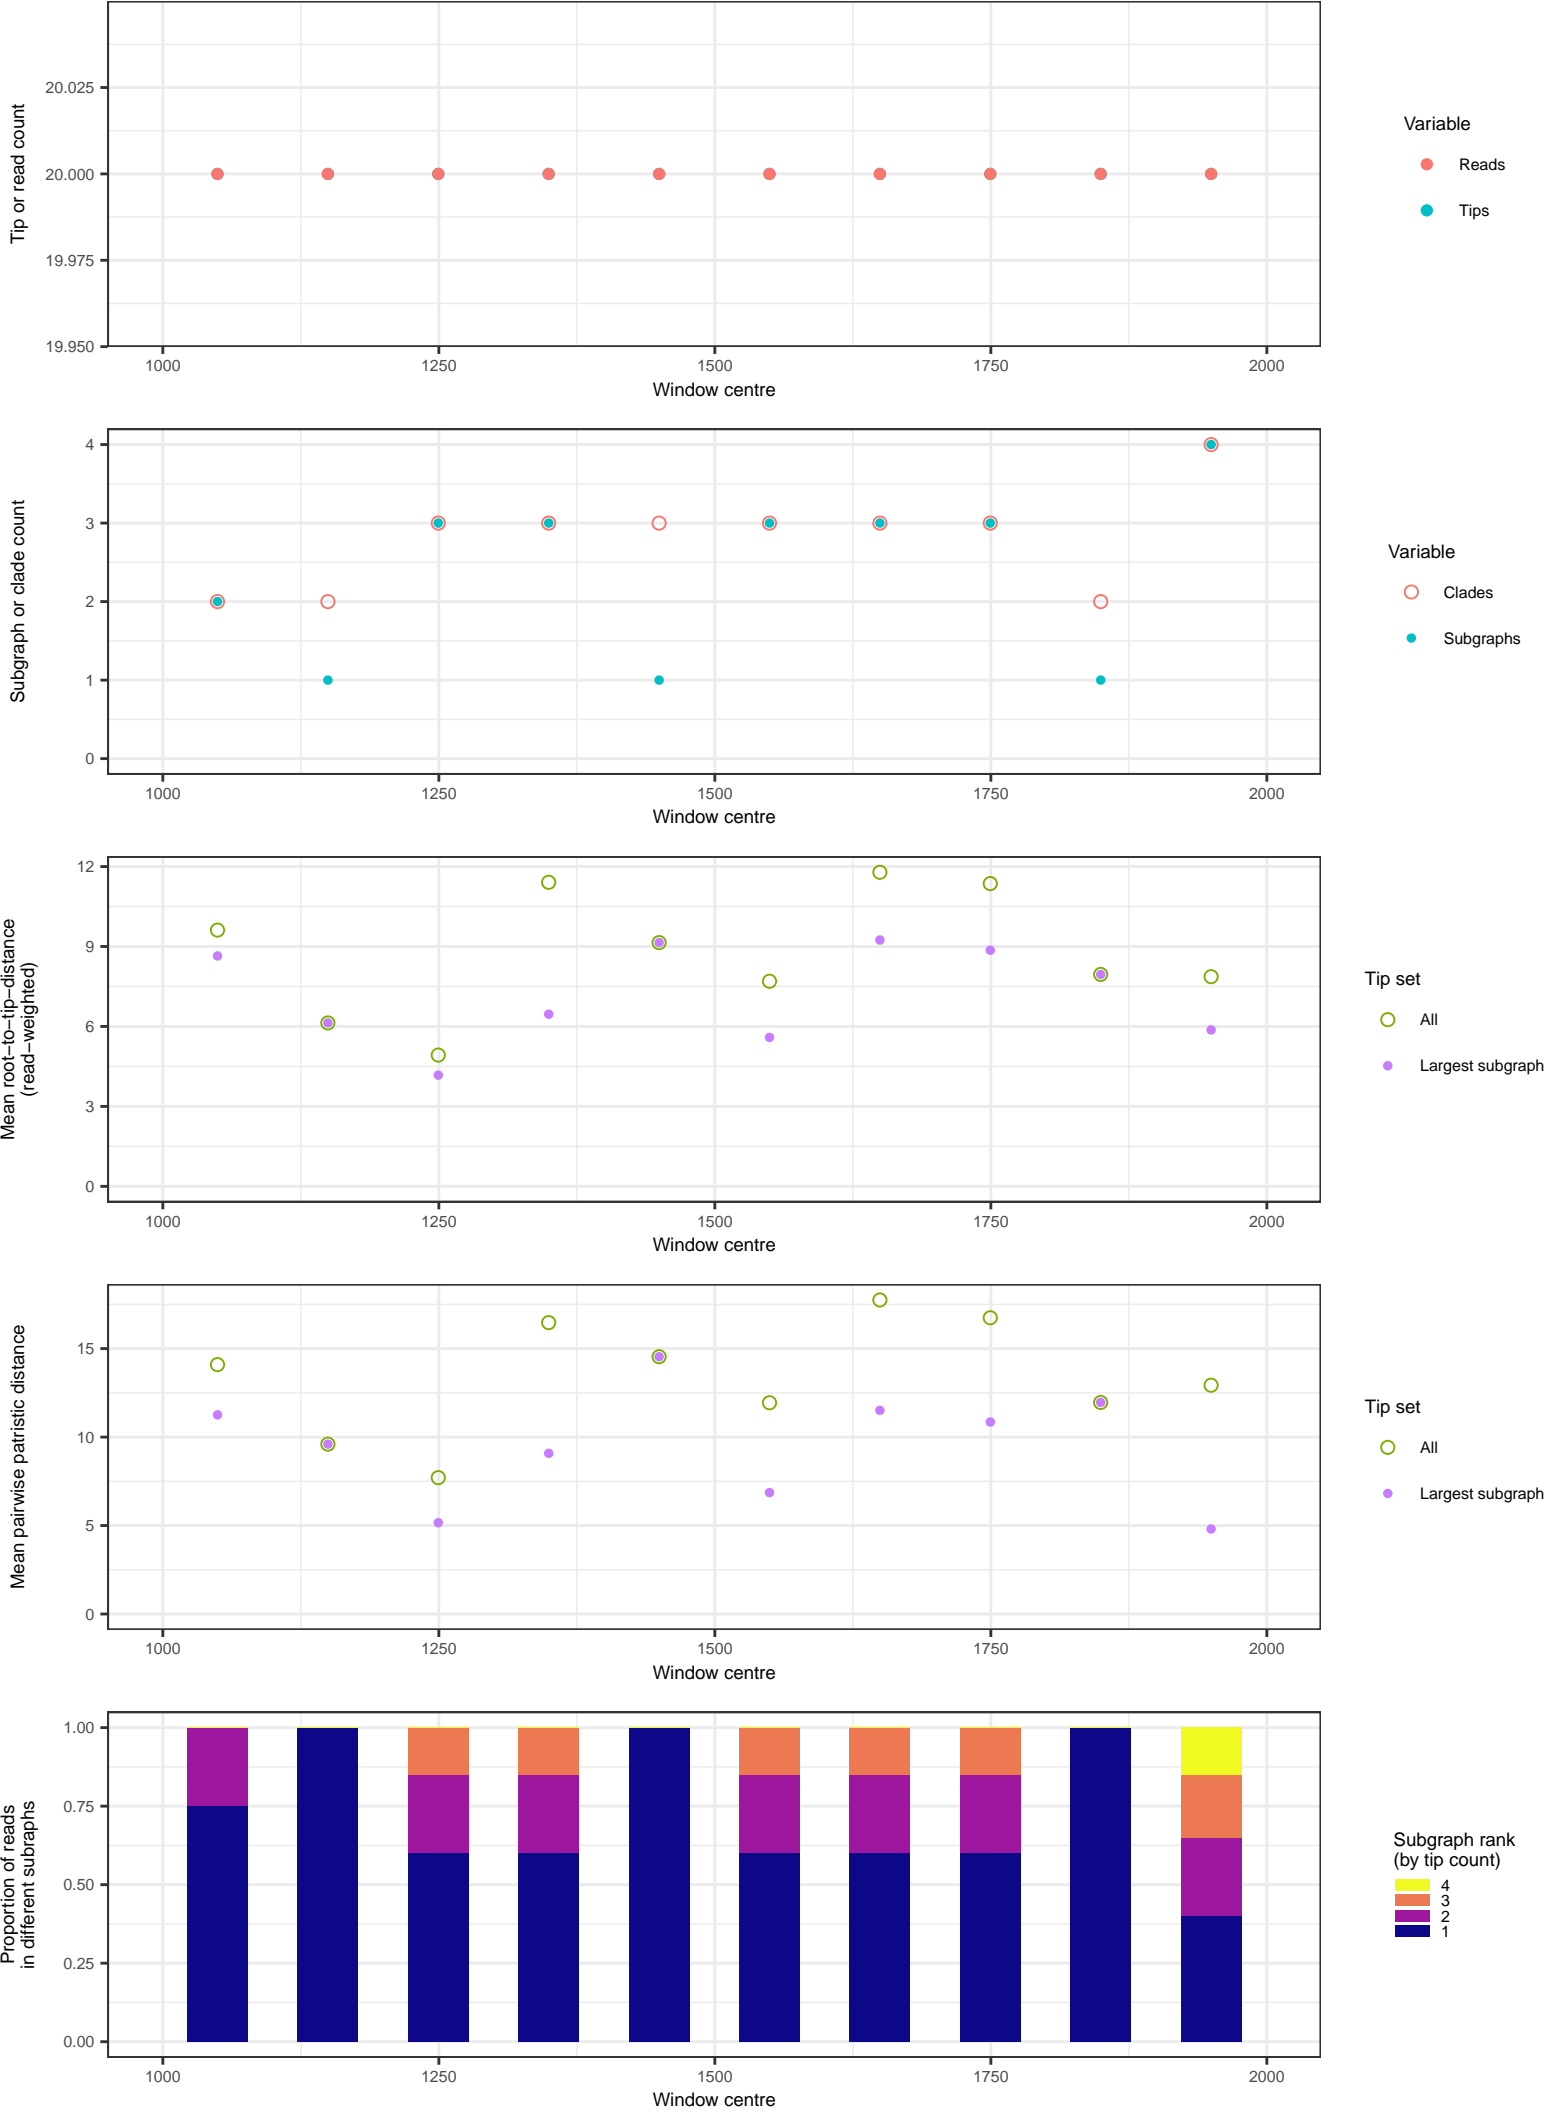 Tip or read count
20.025
20.000
19.975
19.950
1000 1250 1500 1750 2000
Window centre
Variable
Reads
Tips
Subgraph or clade count
4
3
2
1
0
1000 1250 1500 1750 2000
Window centre
Variable
Clades
Subgraphs
Mean root−to−tip−distance
(read−weighted)
12
9
6
3
0
1000 1250 1500 1750 2000
Window centre
Tip set
All
Largest subgraph
Mean pairwise patristic distance
15
10
5
0
1000 1250 1500 1750 2000
Window centre
Tip set
All
Largest subgraph
Proportion of reads
in different subraphs
1.00
0.75
0.50
0.25
0.00
1000 1250 1500 1750 2000
Window centre
Subgraph rank
(by tip count)
4
3
2
1